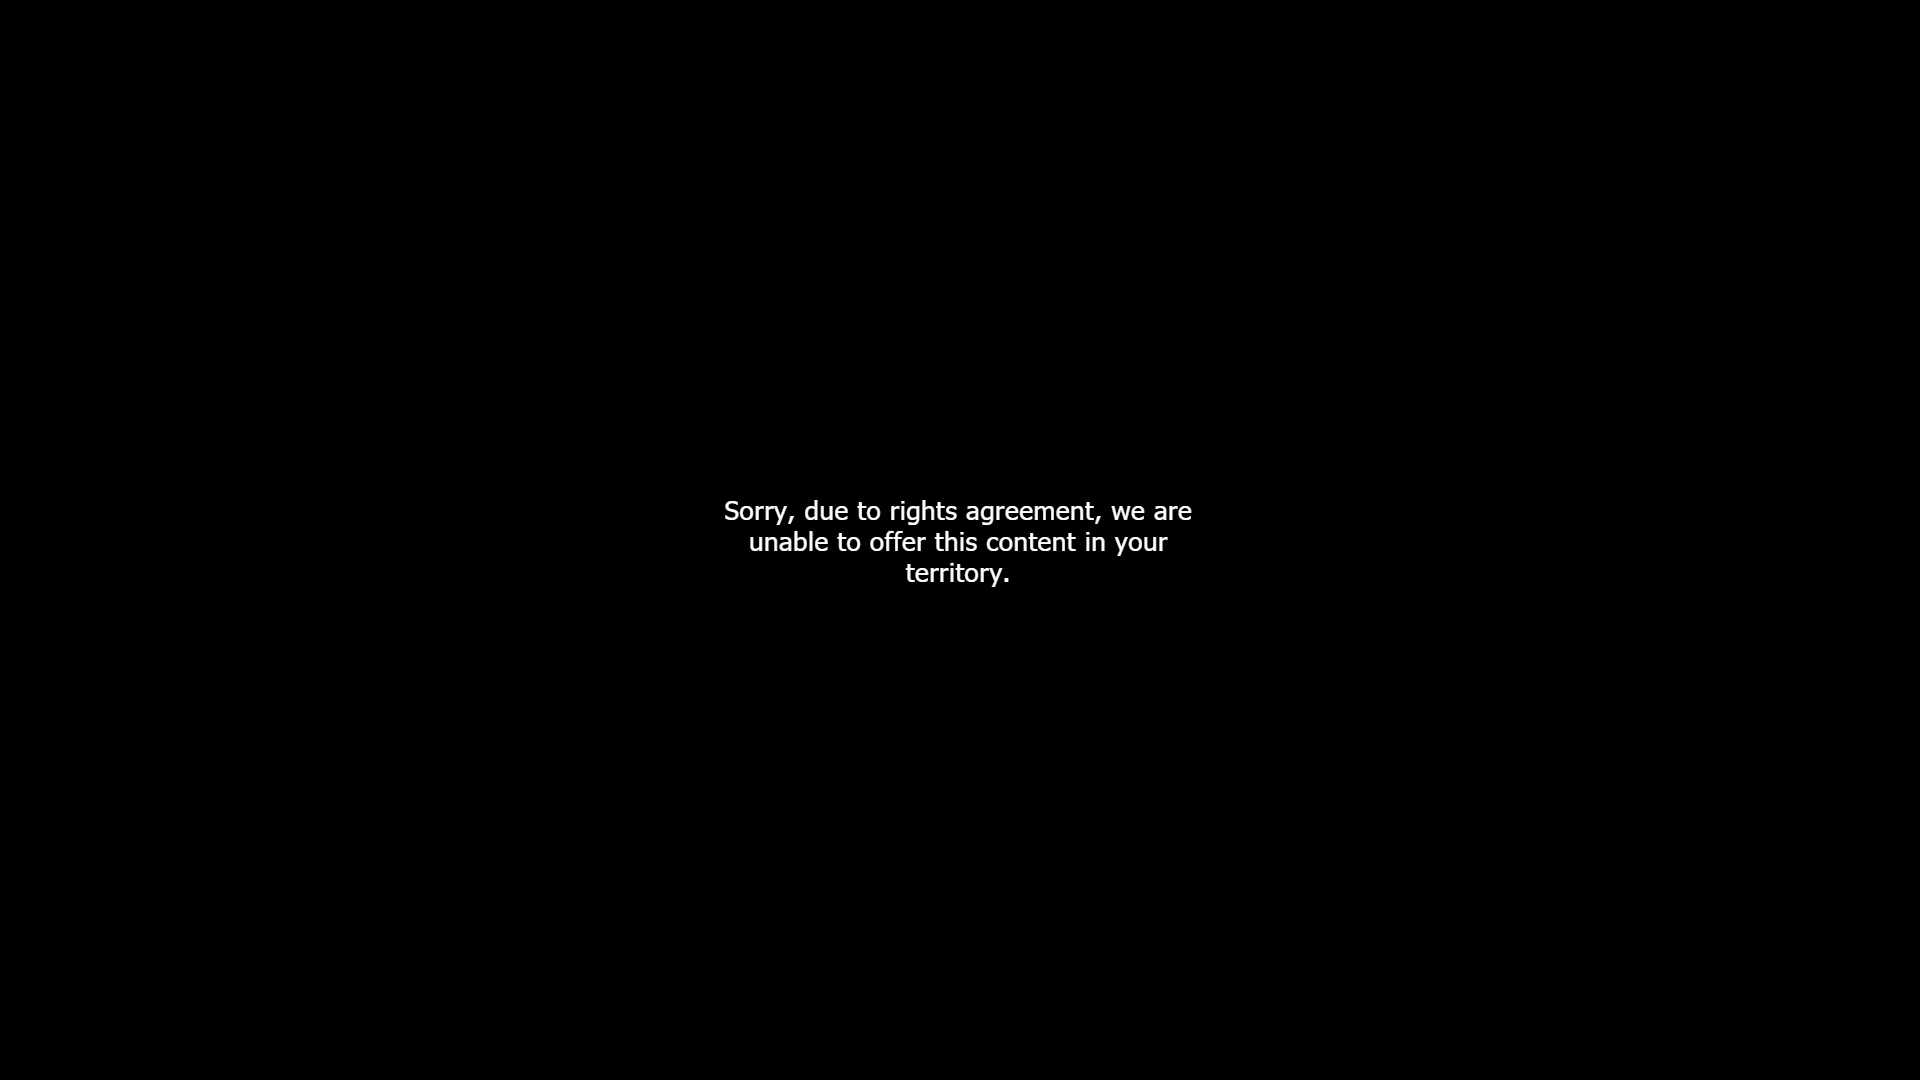 Sorry, due to rights agreement, we are
unable to offer this content in your
territory.